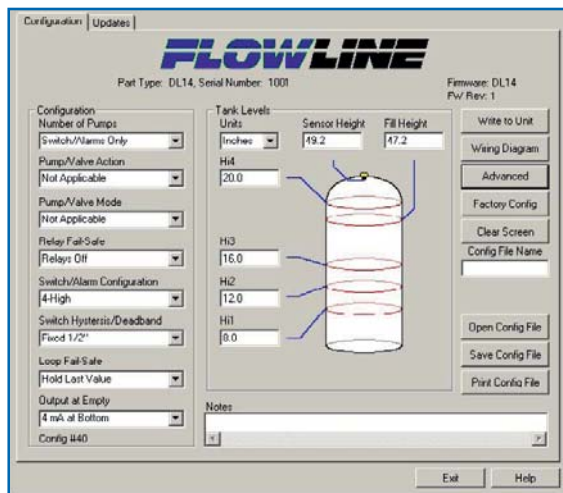 Configuration
Updates
FLOWLINE
Part Type: DL14, Serial Number: 1001
Firmware: DL14
FW Rev: 1
Configuration
Number of Pumps
Switch/Alarms Only
Pump/Valve Action
Not Applicable
Pump/Valve Mode
Not Applicable
Relay Fail-Safe
Relays Off
Switch/Alarm Configuration
4-High
Switch Hystersis/Deadband
Fixed 1/2"
Loop Fail-Safe
Hold Last Value
Output at Empty
4 mA at Bottom
Config #40
Tank Levels
Units
Inches
Sensor Height
49.2
Fill Height
47.2
Hi4
20.0
Hi3
16.0
Hi2
12.0
Hi1
8.0
Notes
Write to Unit
Wiring Diagram
Advanced
Factory Config
Clear Screen
Config File Name
Open Config File
Save Config File
Print Config File
Exit
Help